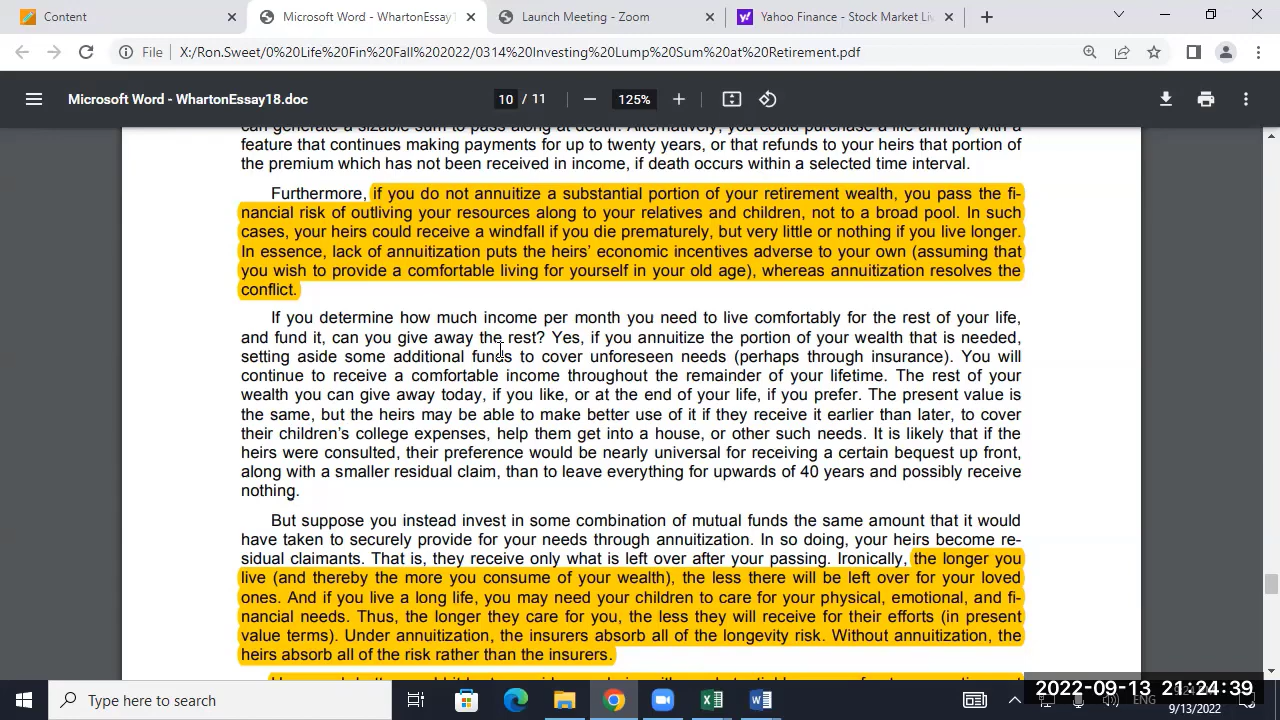 Content
Microsoft Word - WhartonEssay1
Launch Meeting - Zoom
Yahoo Finance - Stock Market Li
File
X:/Ron.Sweet/0%20Life%20Fin%20Fall%202022/0314%20Investing%20Lump%20Sum%20at%20Retirement.pdf
Microsoft Word - WhartonEssay18.doc
10 / 11
125%
can generate a sizable sum to pass along at death. Alternatively, you could purchase a life annuity with a
feature that continues making payments for up to twenty years, or that refunds to your heirs that portion of
the premium which has not been received in income, if death occurs within a selected time interval.
Furthermore, if you do not annuitize a substantial portion of your retirement wealth, you pass the fi-
nancial risk of outliving your resources along to your relatives and children, not to a broad pool. In such
cases, your heirs could receive a windfall if you die prematurely, but very little or nothing if you live longer.
In essence, lack of annuitization puts the heirs' economic incentives adverse to your own (assuming that
you wish to provide a comfortable living for yourself in your old age), whereas annuitization resolves the
conflict.
If you determine how much income per month you need to live comfortably for the rest of your life,
and fund it, can you give away the rest? Yes, if you annuitize the portion of your wealth that is needed,
setting aside some additional funds to cover unforeseen needs (perhaps through insurance). You will
continue to receive a comfortable income throughout the remainder of your lifetime. The rest of your
wealth you can give away today, if you like, or at the end of your life, if you prefer. The present value is
the same, but the heirs may be able to make better use of it if they receive it earlier than later, to cover
their children's college expenses, help them get into a house, or other such needs. It is likely that if the
heirs were consulted, their preference would be nearly universal for receiving a certain bequest up front,
along with a smaller residual claim, than to leave everything for upwards of 40 years and possibly receive
nothing.
But suppose you instead invest in some combination of mutual funds the same amount that it would
have taken to securely provide for your needs through annuitization. In so doing, your heirs become re-
sidual claimants. That is, they receive only what is left over after your passing. Ironically, the longer you
live (and thereby the more you consume of your wealth), the less there will be left over for your loved
ones. And if you live a long life, you may need your children to care for your physical, emotional, and fi-
nancial needs. Thus, the longer they care for you, the less they will receive for their efforts (in present
value terms). Under annuitization, the insurers absorb all of the longevity risk. Without annuitization, the
heirs absorb all of the risk rather than the insurers.
Type here to search
2022-09-13 21:24:39
ENG
9/13/2022